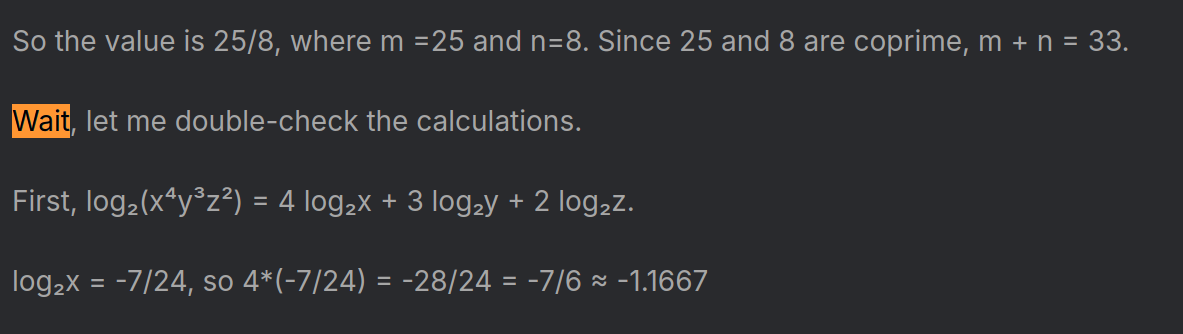 So the value is 25/8, where m =25 and n=8. Since 25 and 8 are coprime, m + n = 33.
Wait, let me double-check the calculations.
First, log₂(x⁴y³z²) = 4 log₂x + 3 log₂y + 2 log₂z.
log₂x = -7/24, so 4*(-7/24) = -28/24 = -7/6 ≈ -1.1667